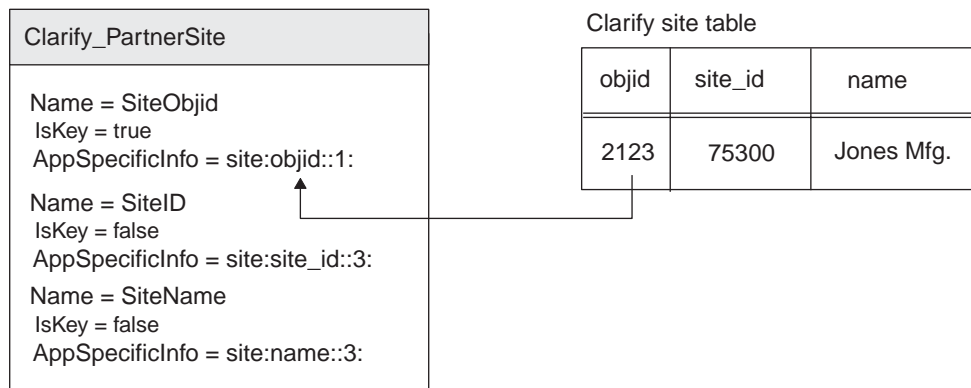 Clarify_PartnerSite
Name = SiteObjid
IsKey = true
AppSpecificInfo = site:objid::1:
Name = SiteID
IsKey = false
AppSpecificInfo = site:site_id::3:
Name = SiteName
IsKey = false
AppSpecificInfo = site:name::3:
Clarify site table
objid site_id name
2123 75300 Jones Mfg.